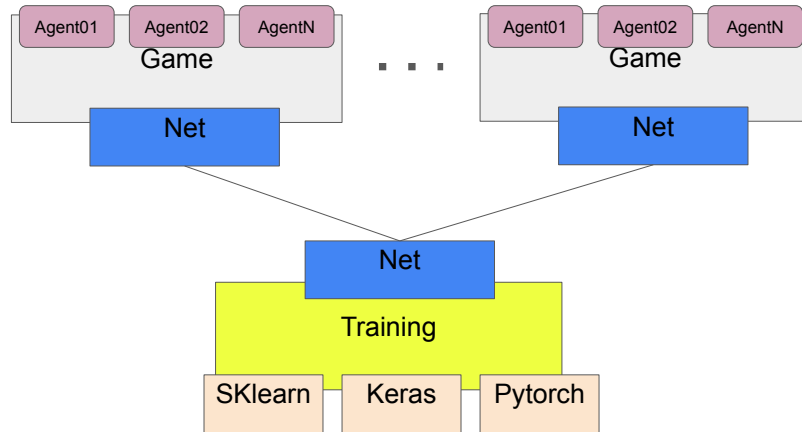 Agent01 Agent02 AgentN
Game
Net
. . .
Agent01 Agent02 AgentN
Game
Net
Net
Training
SKlearn Keras Pytorch